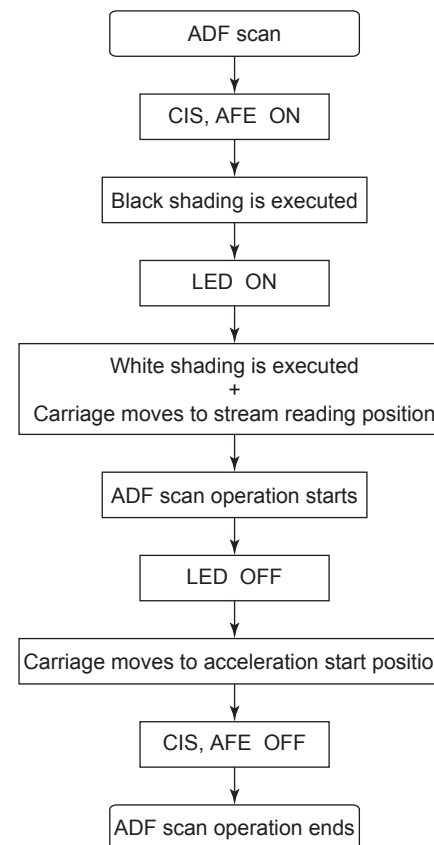 ADF scan
CIS, AFE ON
Black shading is executed
LED ON
White shading is executed
+
Carriage moves to stream reading position
ADF scan operation starts
LED OFF
Carriage moves to acceleration start positio
CIS, AFE OFF
ADF scan operation ends